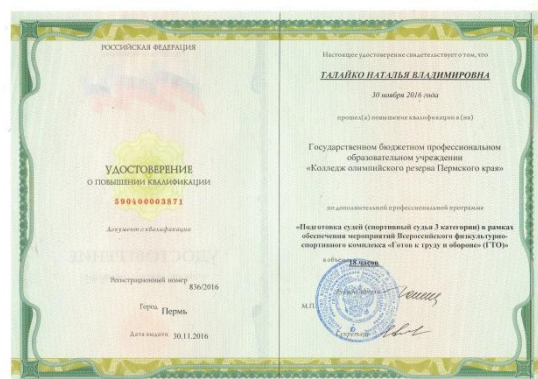 РОССИЙСКАЯ ФЕДЕРАЦИЯ
УДОСТОВЕРЕНИЕ
О ПОВЫШЕНИИ КВАЛИФИКАЦИИ
590400003871
Документ о квалификации
Регистрационный номер
836/2016
Город
Пермь
Дата выдачи 30.11.2016
Настоящее удостоверение свидетельствует о том, что
ТАЛАЙКО НАТАЛЬЯ ВЛАДИМИРОВНА
30 ноября 2016 года
прошел(а) повышение квалификации в (на)
Государственном бюджетном профессиональном
образовательном учреждении
«Колледж олимпийского резерва Пермского края»
по дополнительной профессиональной программе
«Подготовка судей (спортивный судья 3 категории) в рамках
обеспечения мероприятий Всероссийского физкультурно-
спортивного комплекса «Готов к труду и обороне» (ГТО)»
в объёме
18 часов
М.П.
Секретарь